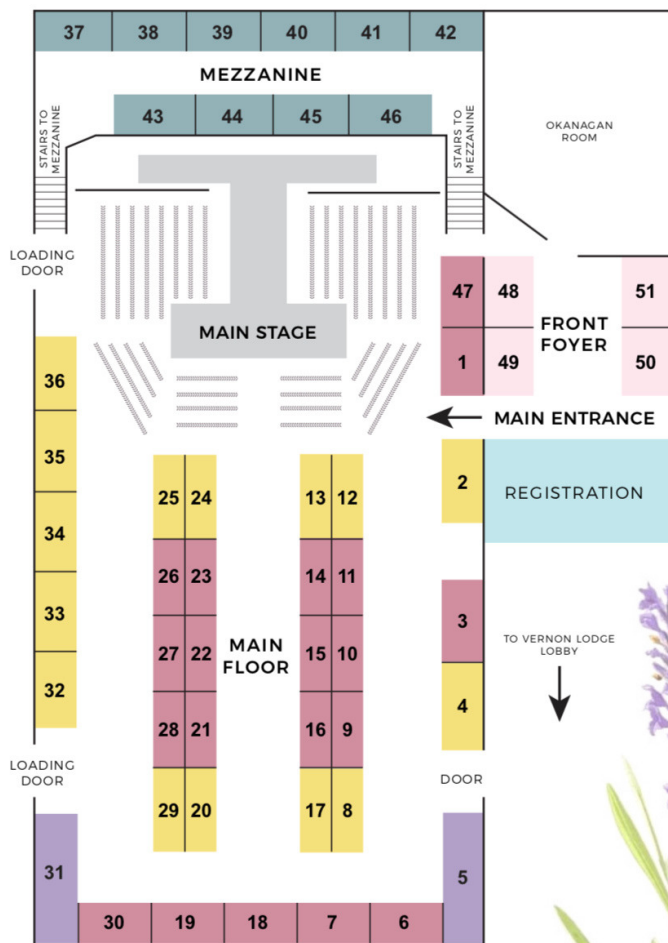 37 38 39 40 41 42
MEZZANINE
43 44 45 46
STAIRS TO
MEZZANINE
STAIRS TO
MEZZANINE
OKANAGAN
ROOM
LOADING
DOOR
47 48 51
MAIN STAGE
FRONT
FOYER
1 49 50
36
MAIN ENTRANCE
35
25 24 13 12
2
REGISTRATION
34
26 23 14 11
33
3
27 22
MAIN
FLOOR
15 10
TO VERNON LODGE
LOBBY
32
4
28 21 16 9
LOADING
DOOR
DOOR
29 20 17 8
31
5
30 19 18 7 6